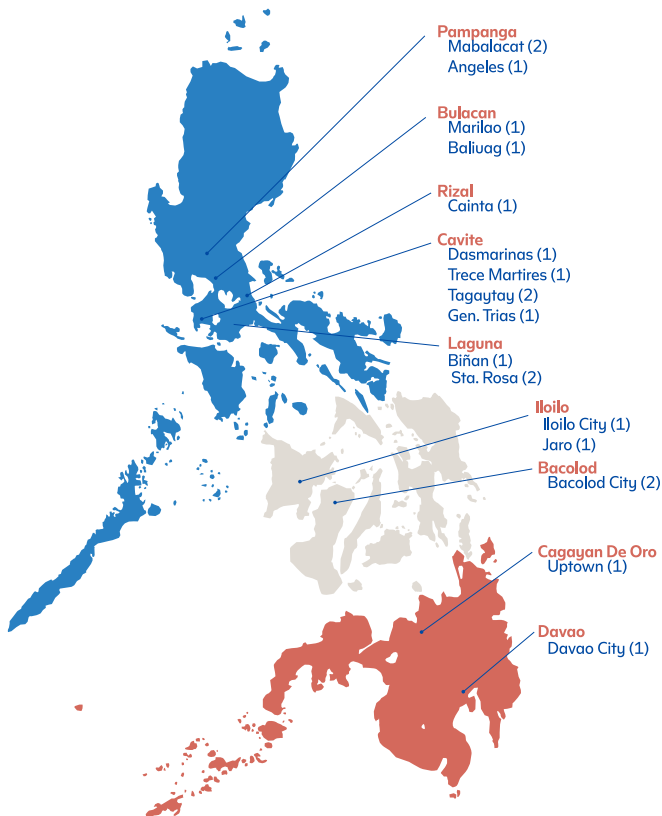 Pampanga
Mabalacat (2)
Angeles (1)
Bulacan
Marilao (1)
Baliuag (1)
Rizal
Cainta (1)
Cavite
Dasmarinas (1)
Trece Martires (1)
Tagaytay (2)
Gen. Trias (1)
Laguna
Biñan (1)
Sta. Rosa (2)
Iloilo
Iloilo City (1)
Jaro (1)
Bacolod
Bacolod City (2)
Cagayan De Oro
Uptown (1)
Davao
Davao City (1)